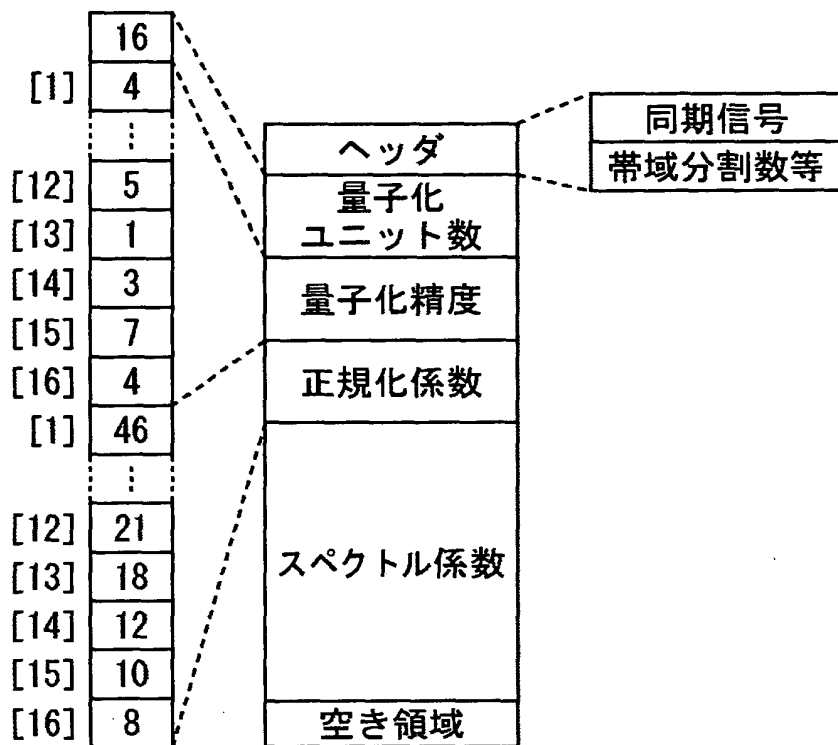 16
[1] 4
⋮
[12] 5
[13] 1
[14] 3
[15] 7
[16] 4
[1] 46
⋮
[12] 21
[13] 18
[14] 12
[15] 10
[16] 8
ヘッダ
量子化
ユニット数
量子化精度
正規化係数
スペクトル係数
空き領域
同期信号
帯域分割数等